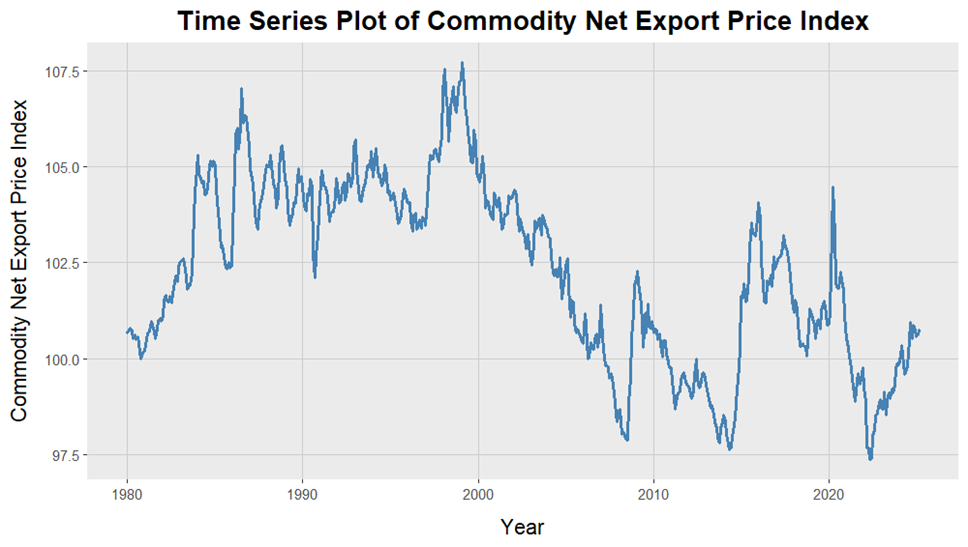 Time Series Plot of Commodity Net Export Price Index
Commodity Net Export Price Index
107.5
105.0
102.5
100.0
97.5
1980 1990 2000 2010 2020
Year